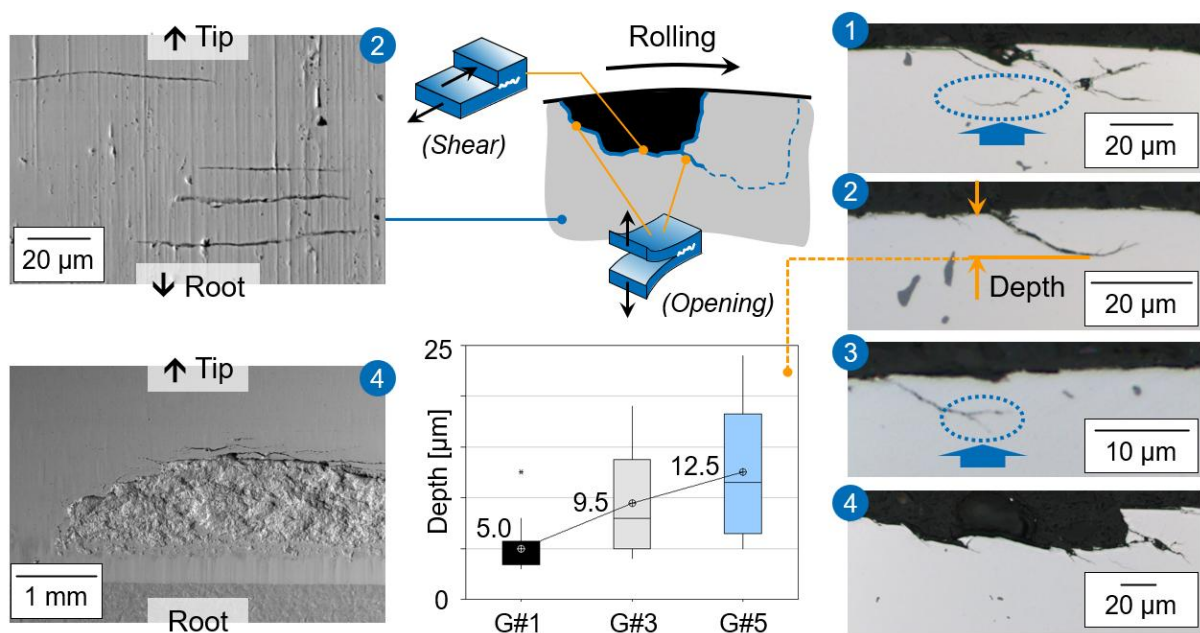 ↑ Tip
2
20 µm
↓ Root
Rolling
(Shear)
(Opening)
1
20 µm
2
Depth
20 µm
3
10 µm
4
20 µm
↑ Tip
4
1 mm
Root
25
Depth [µm]
0
5.0
9.5
12.5
G#1 G#3 G#5